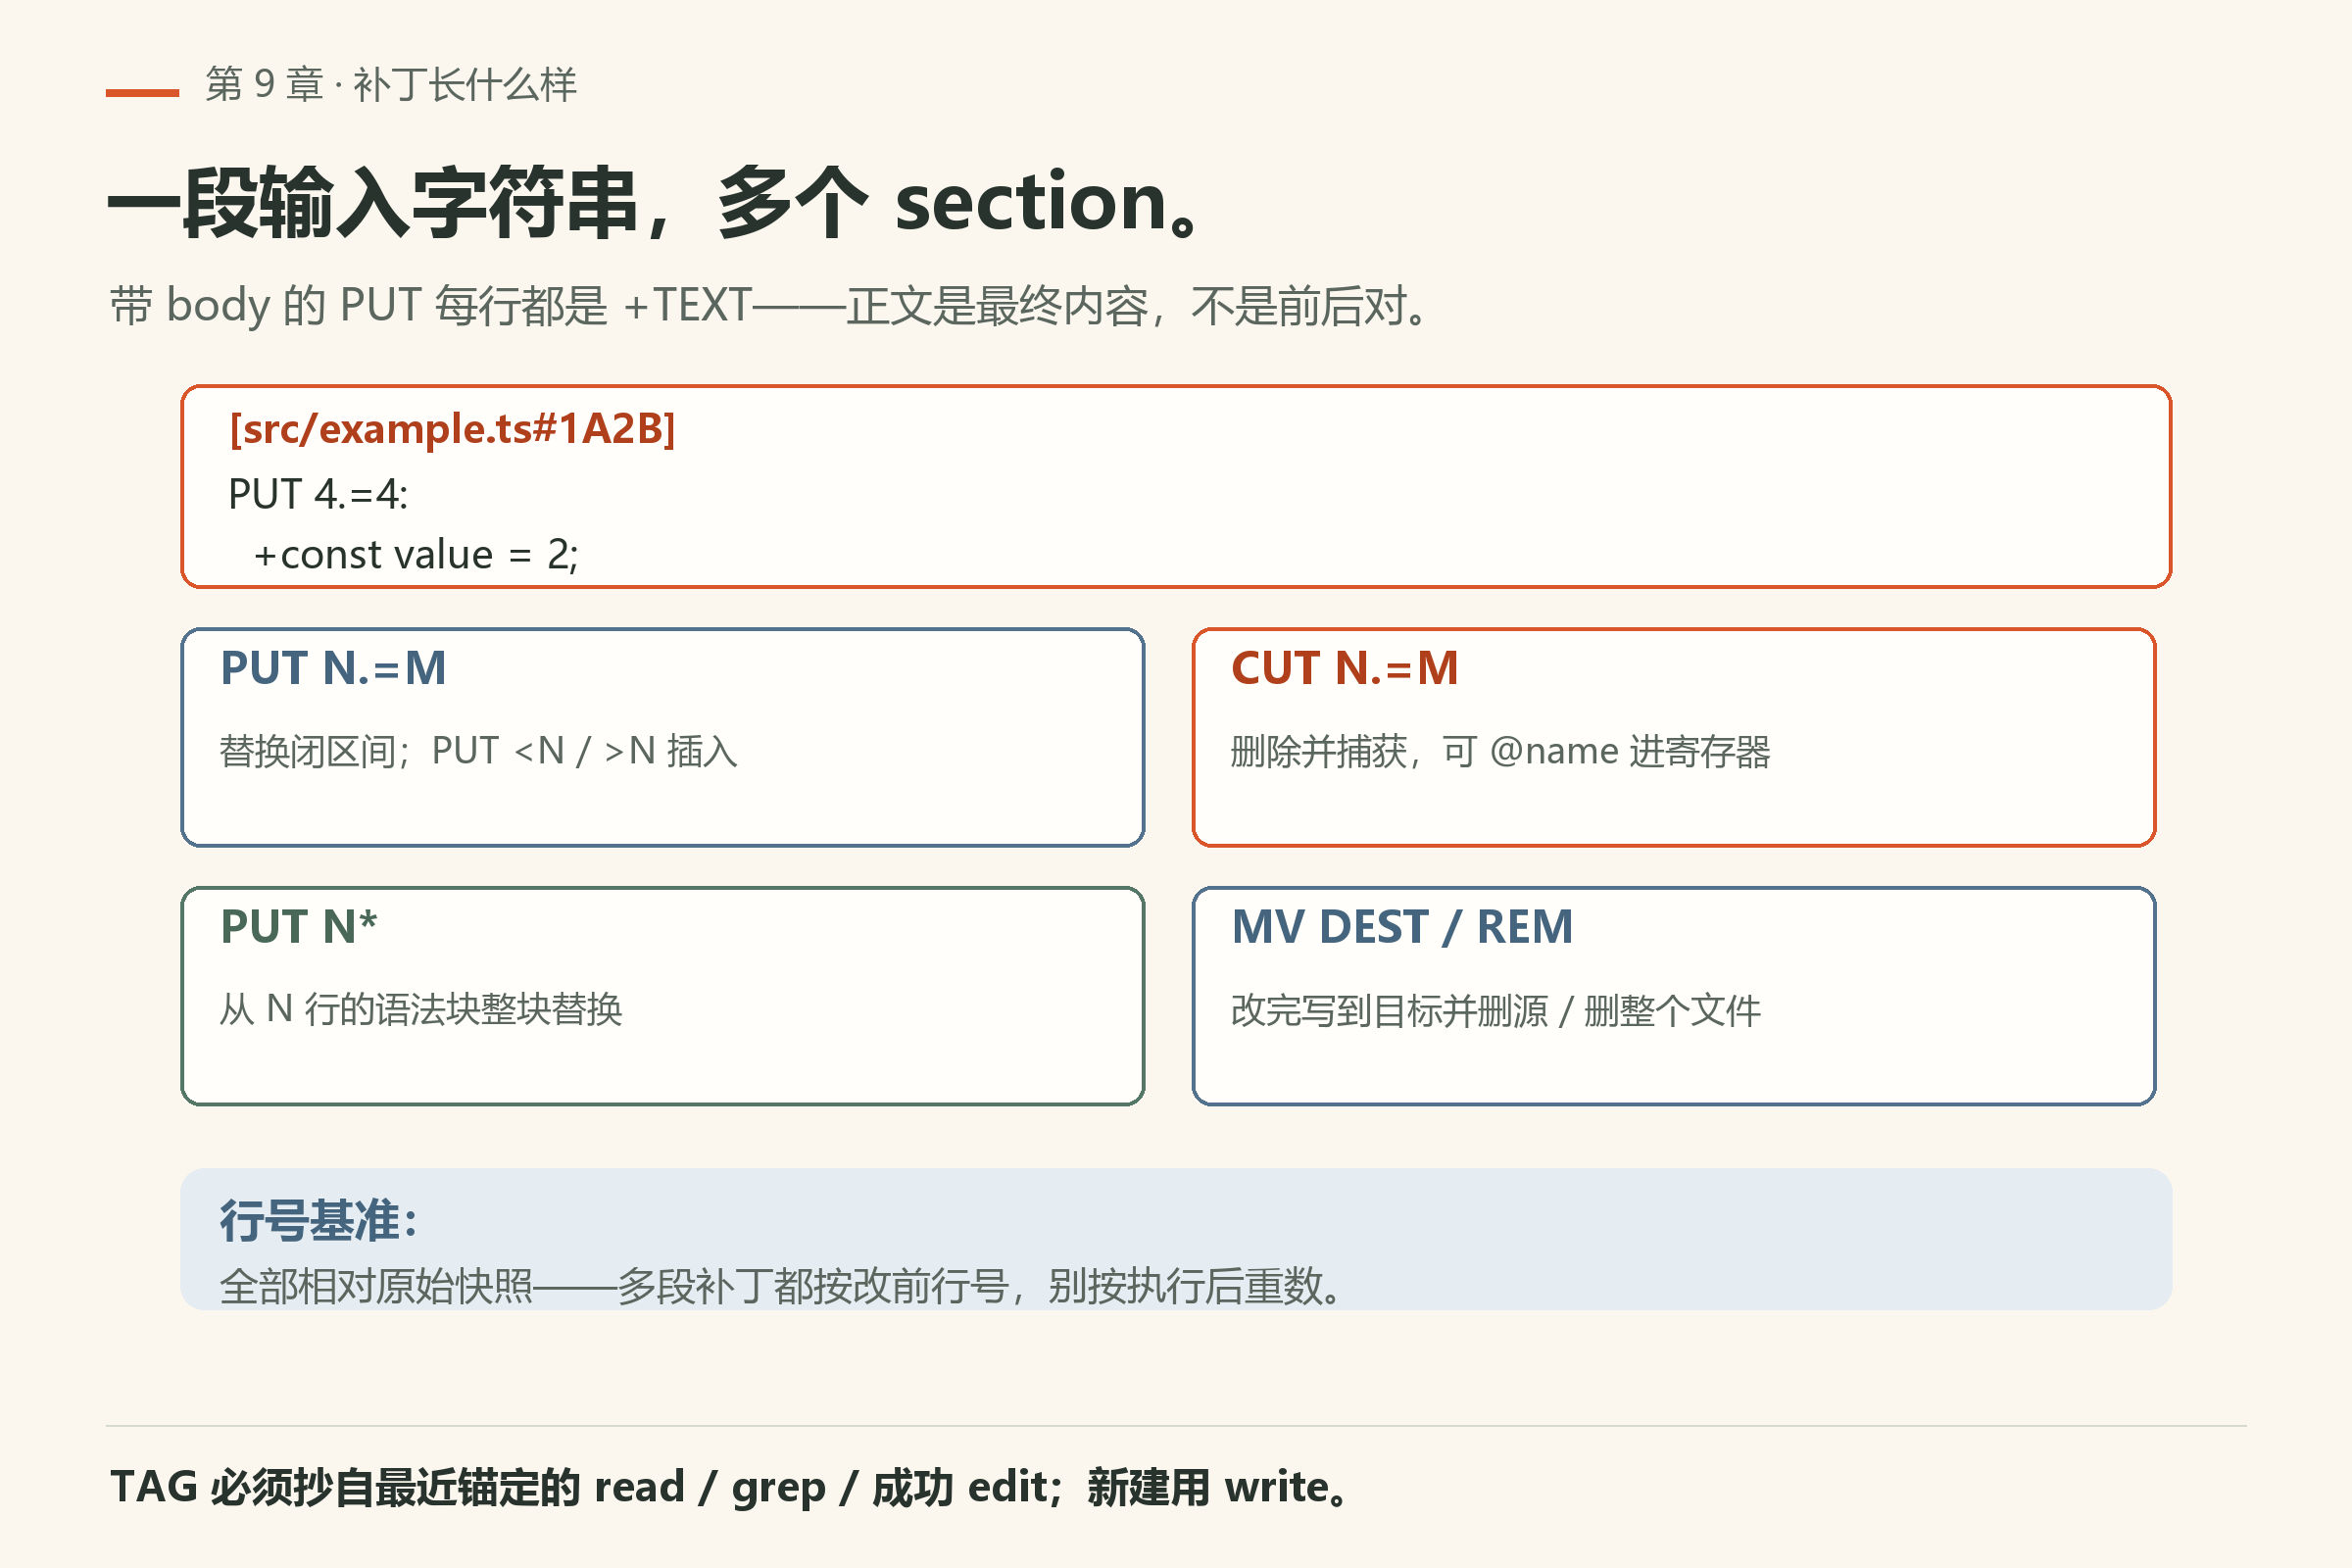 第 9 章 · 补丁长什么样
一段输入字符串，多个 section。
带 body 的 PUT 每行都是 +TEXT——正文是最终内容，不是前后对。
[src/example.ts#1A2B]
PUT 4.=4:
+const value = 2;
PUT N.=M
替换闭区间；PUT <N / >N 插入
CUT N.=M
删除并捕获，可 @name 进寄存器
PUT N*
从 N 行的语法块整块替换
MV DEST / REM
改完写到目标并删源 / 删整个文件
行号基准：
全部相对原始快照——多段补丁都按改前行号，别按执行后重数。
TAG 必须抄自最近锚定的 read / grep / 成功 edit；新建用 write。